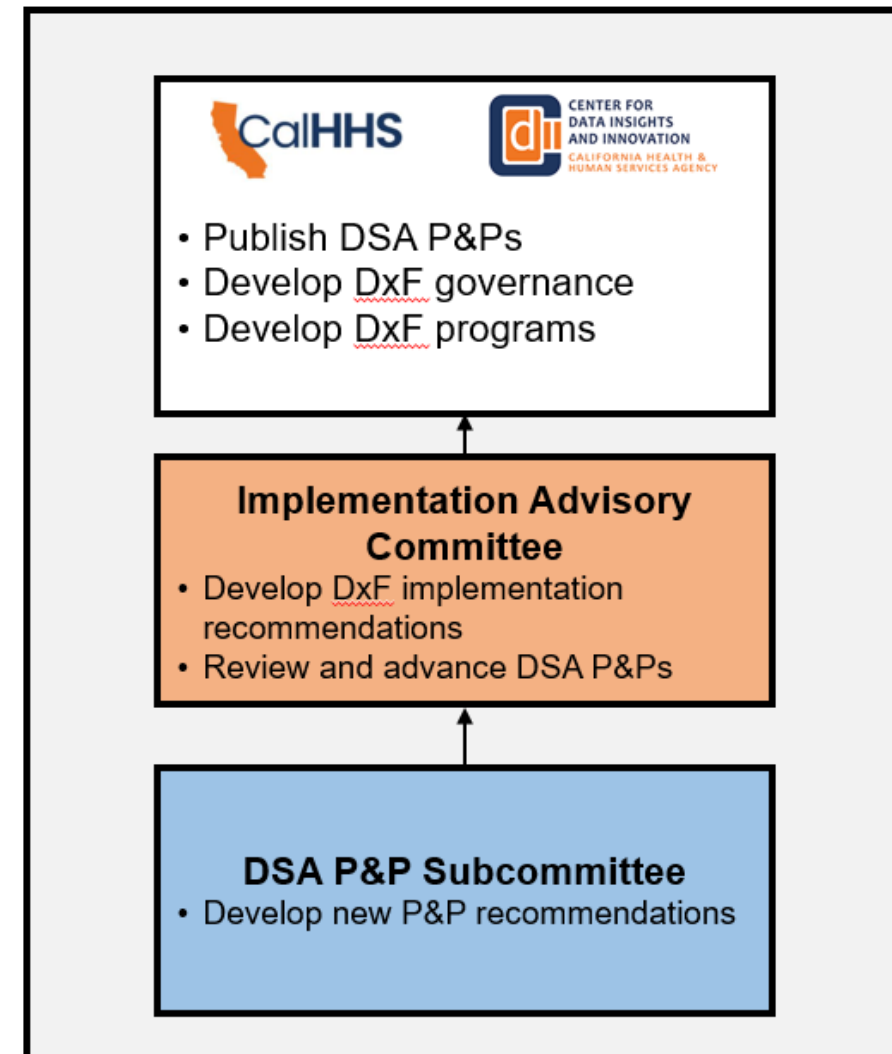 CalHHS
CENTER FOR
DATA INSIGHTS
AND INNOVATION
CALIFORNIA HEALTH &
HUMAN SERVICES AGENCY
• Publish DSA P&Ps
• Develop DxF governance
• Develop DxF programs
Implementation Advisory
Committee
• Develop DxF implementation
recommendations
• Review and advance DSA P&Ps
DSA P&P Subcommittee
• Develop new P&P recommendations